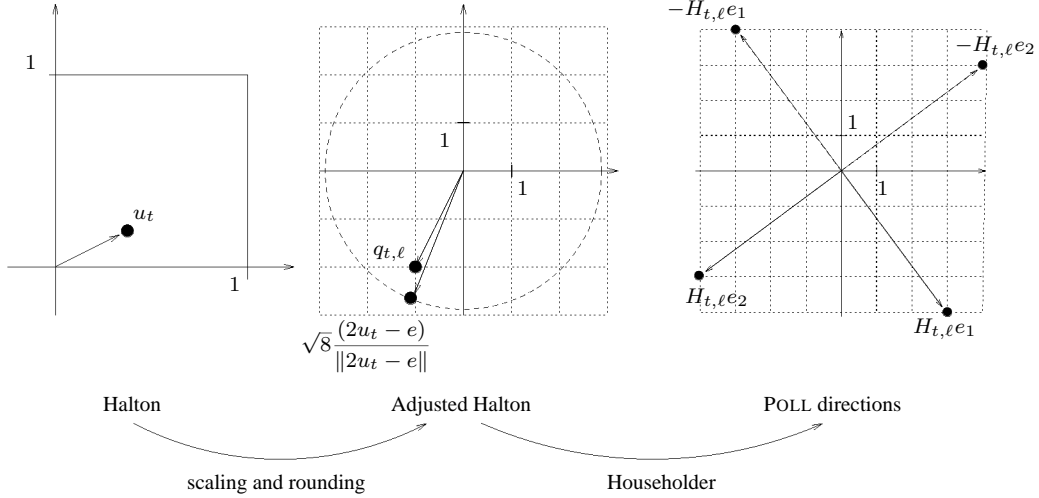 1
u_t
1
1
1
q_{t,ℓ}
√8 (2u_t − e) / ‖2u_t − e‖
−H_{t,ℓ}e_1
−H_{t,ℓ}e_2
1
1
H_{t,ℓ}e_2
H_{t,ℓ}e_1
Halton
Adjusted Halton
POLL directions
scaling and rounding
Householder